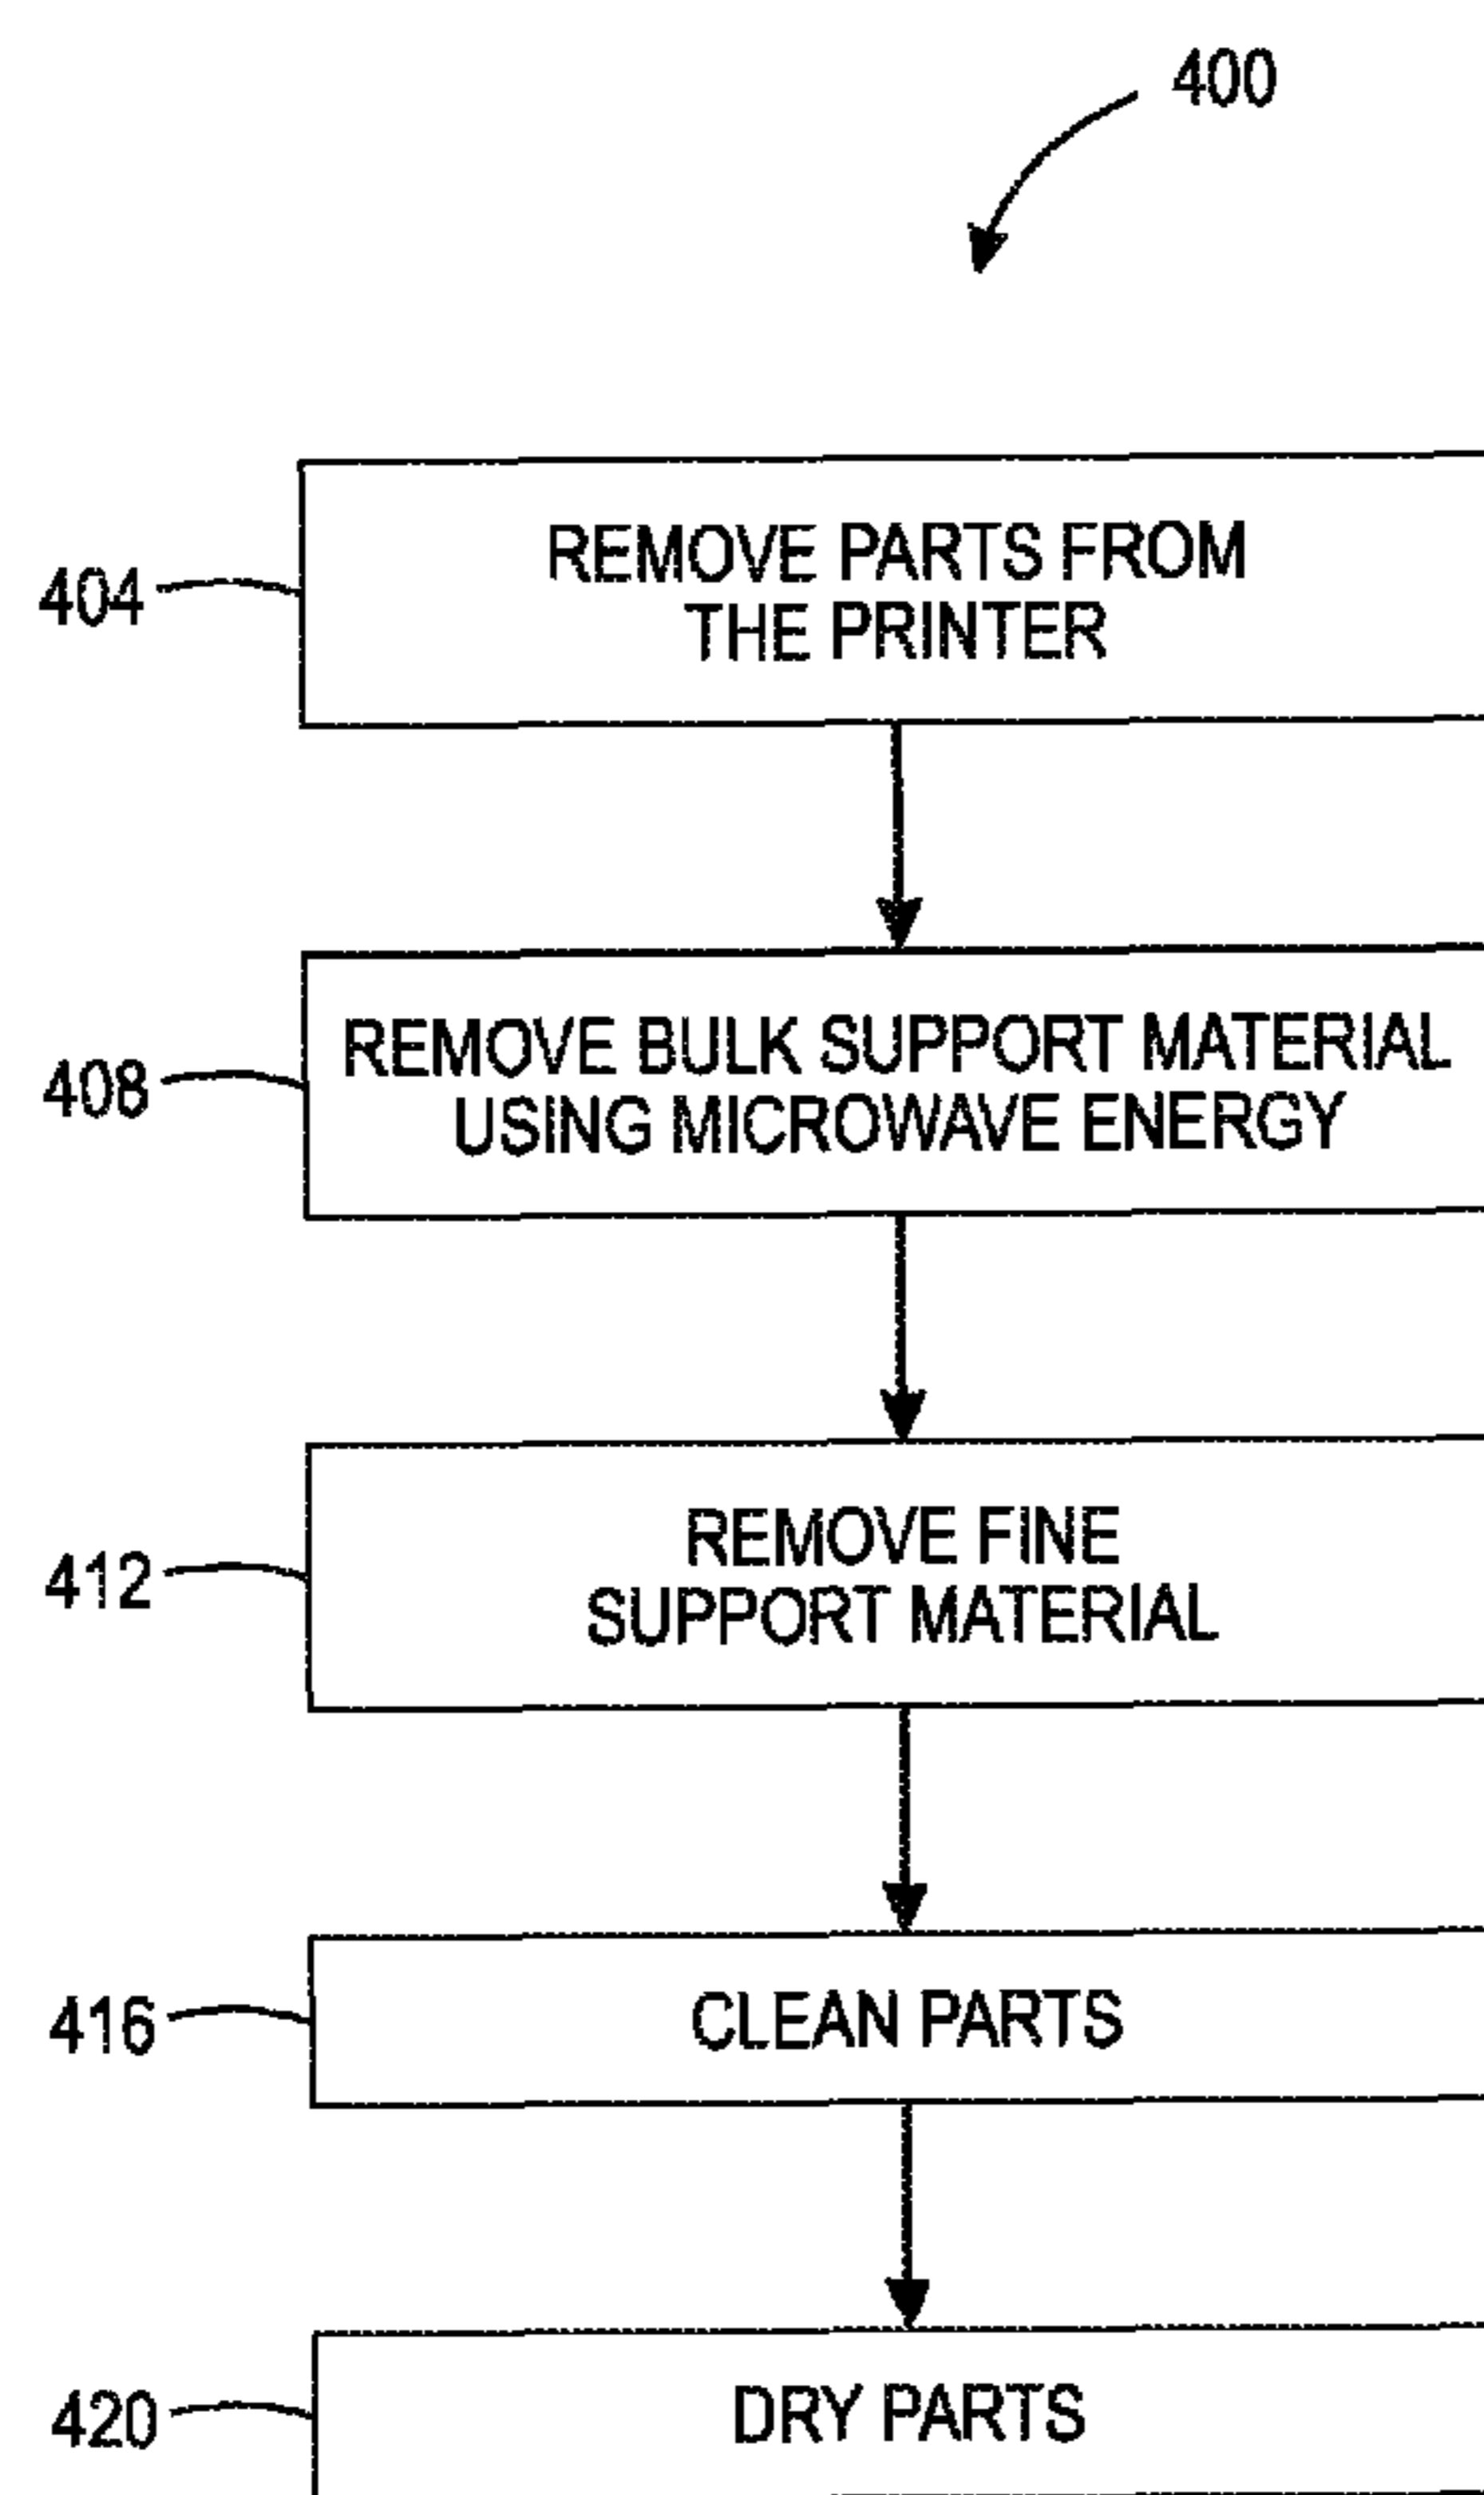 400
404
REMOVE PARTS FROM
THE PRINTER
408
REMOVE BULK SUPPORT MATERIAL
USING MICROWAVE ENERGY
412
REMOVE FINE
SUPPORT MATERIAL
416
CLEAN PARTS
420
DRY PARTS